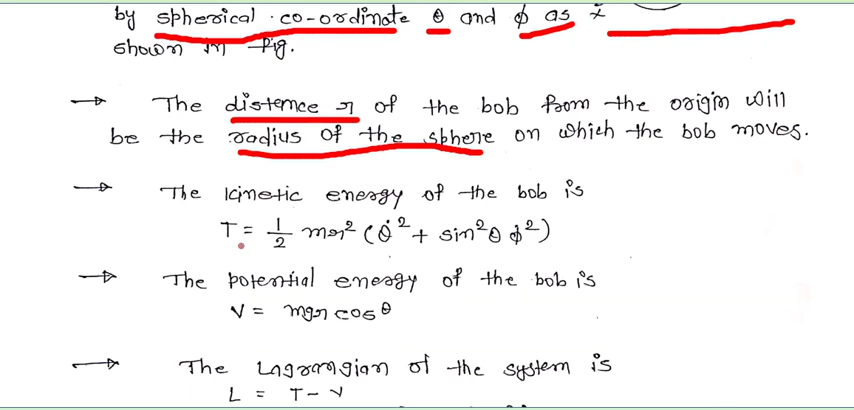 by spherical co-ordinate θ and ϕ as
shown in Fig.
→ The distance r of the bob from the origin will
be the radius of the sphere on which the bob moves.
→ The kinetic energy of the bob is
T = 1/2 mr² (θ̇² + sin²θ ϕ̇²)
→ The potential energy of the bob is
V = mgr cosθ
→ The Lagrangian of the system is
L = T - V